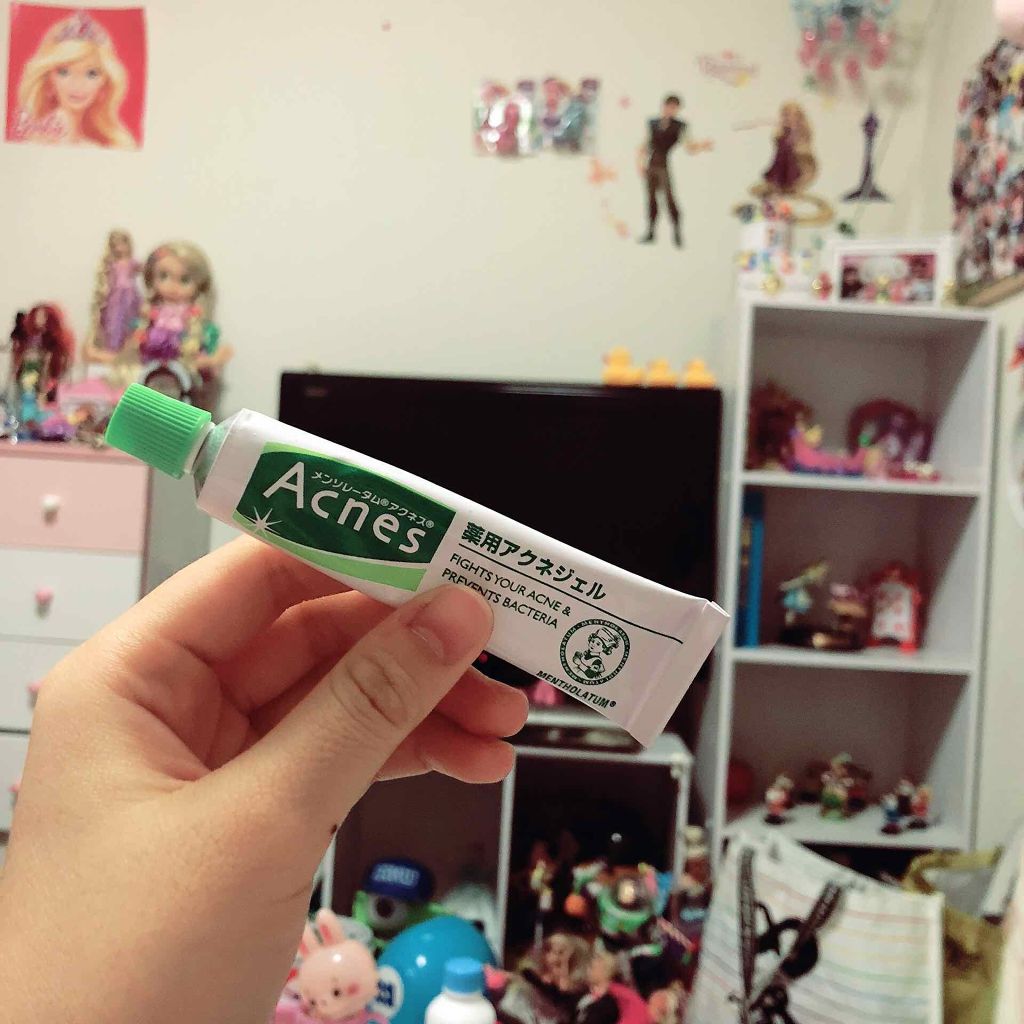 Barbie
メンソレータム®アクネス®
Acnes
薬用アクネジェル
FIGHTS YOUR ACNE &
PREVENTS BACTERIA
MENTHOLATUM®